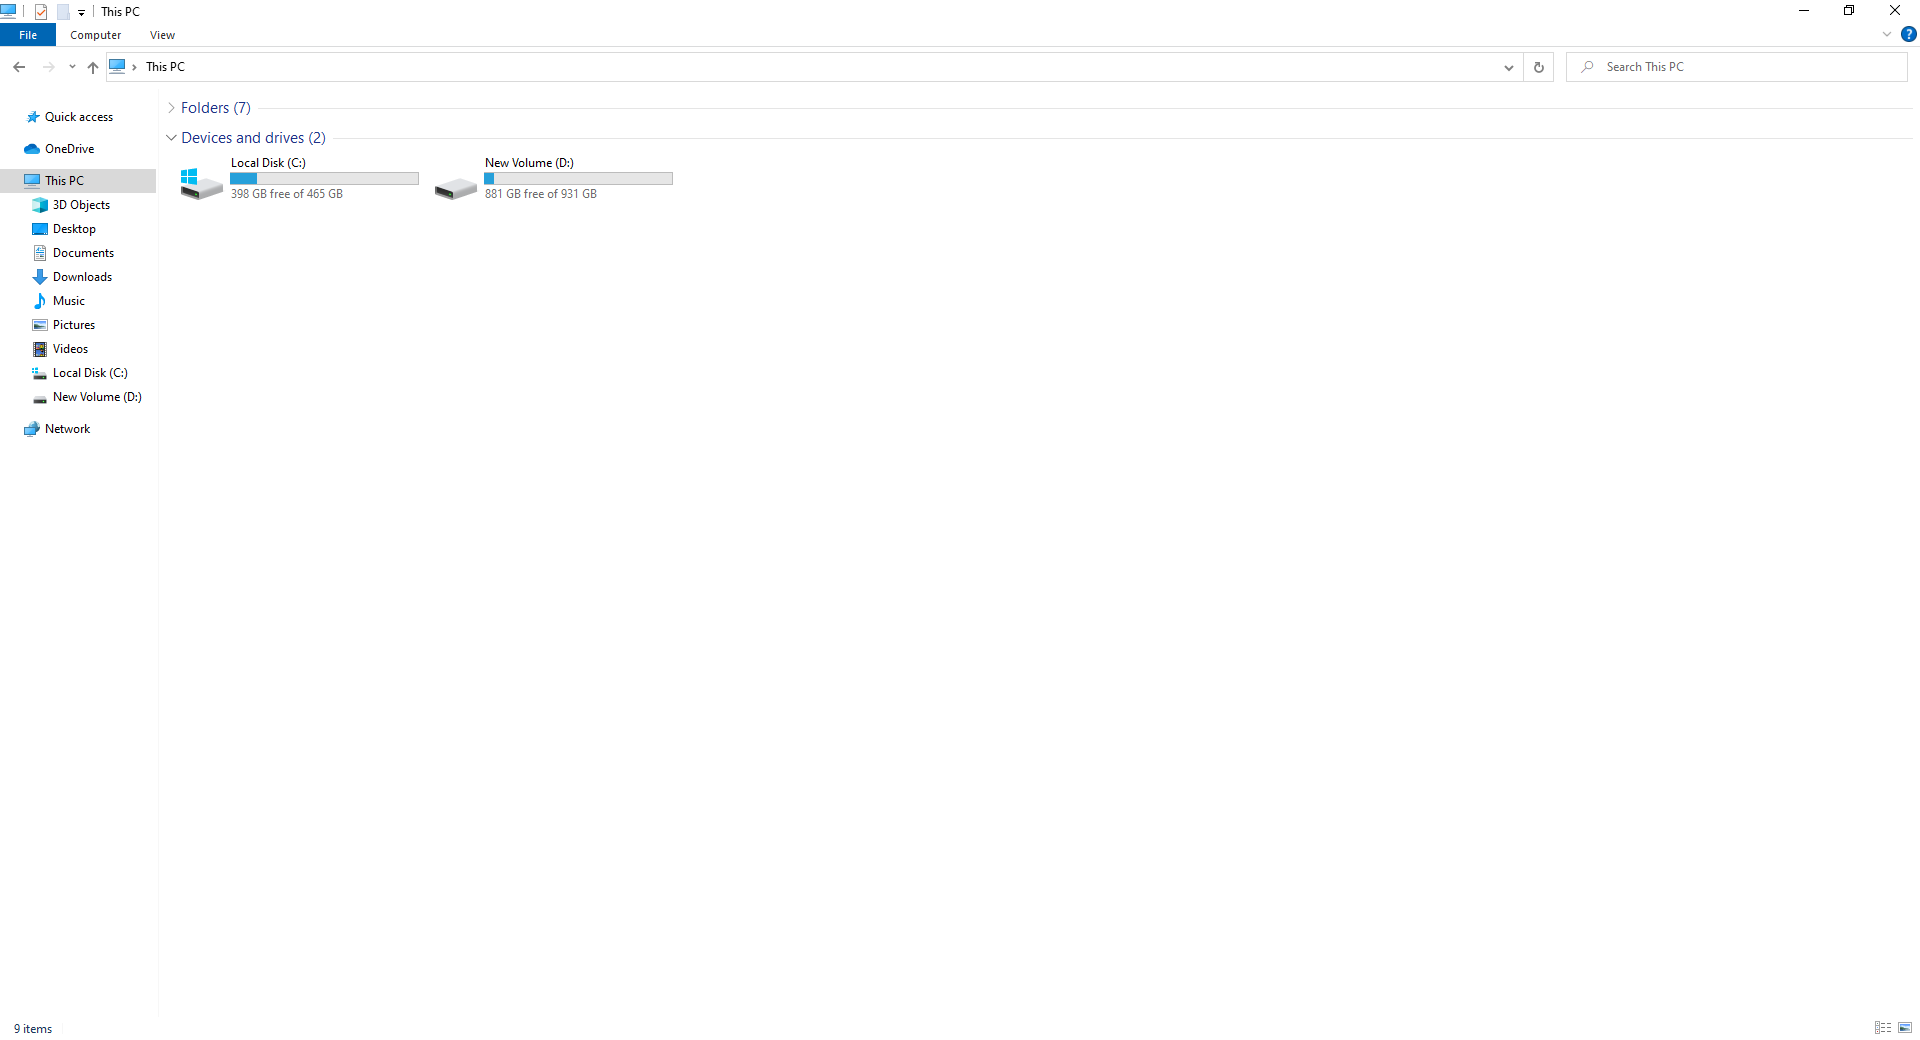 This PC
File Computer View ?
This PC
Search This PC
Quick access
OneDrive
This PC
3D Objects
Desktop
Documents
Downloads
Music
Pictures
Videos
Local Disk (C:)
New Volume (D:)
Network
Folders (7)
Devices and drives (2)
Local Disk (C:)
398 GB free of 465 GB
New Volume (D:)
881 GB free of 931 GB
9 items